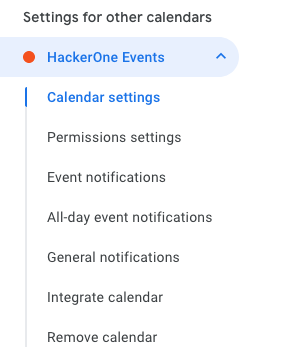 Settings for other calendars
HackerOne Events
Calendar settings
Permissions settings
Event notifications
All-day event notifications
General notifications
Integrate calendar
Remove calendar